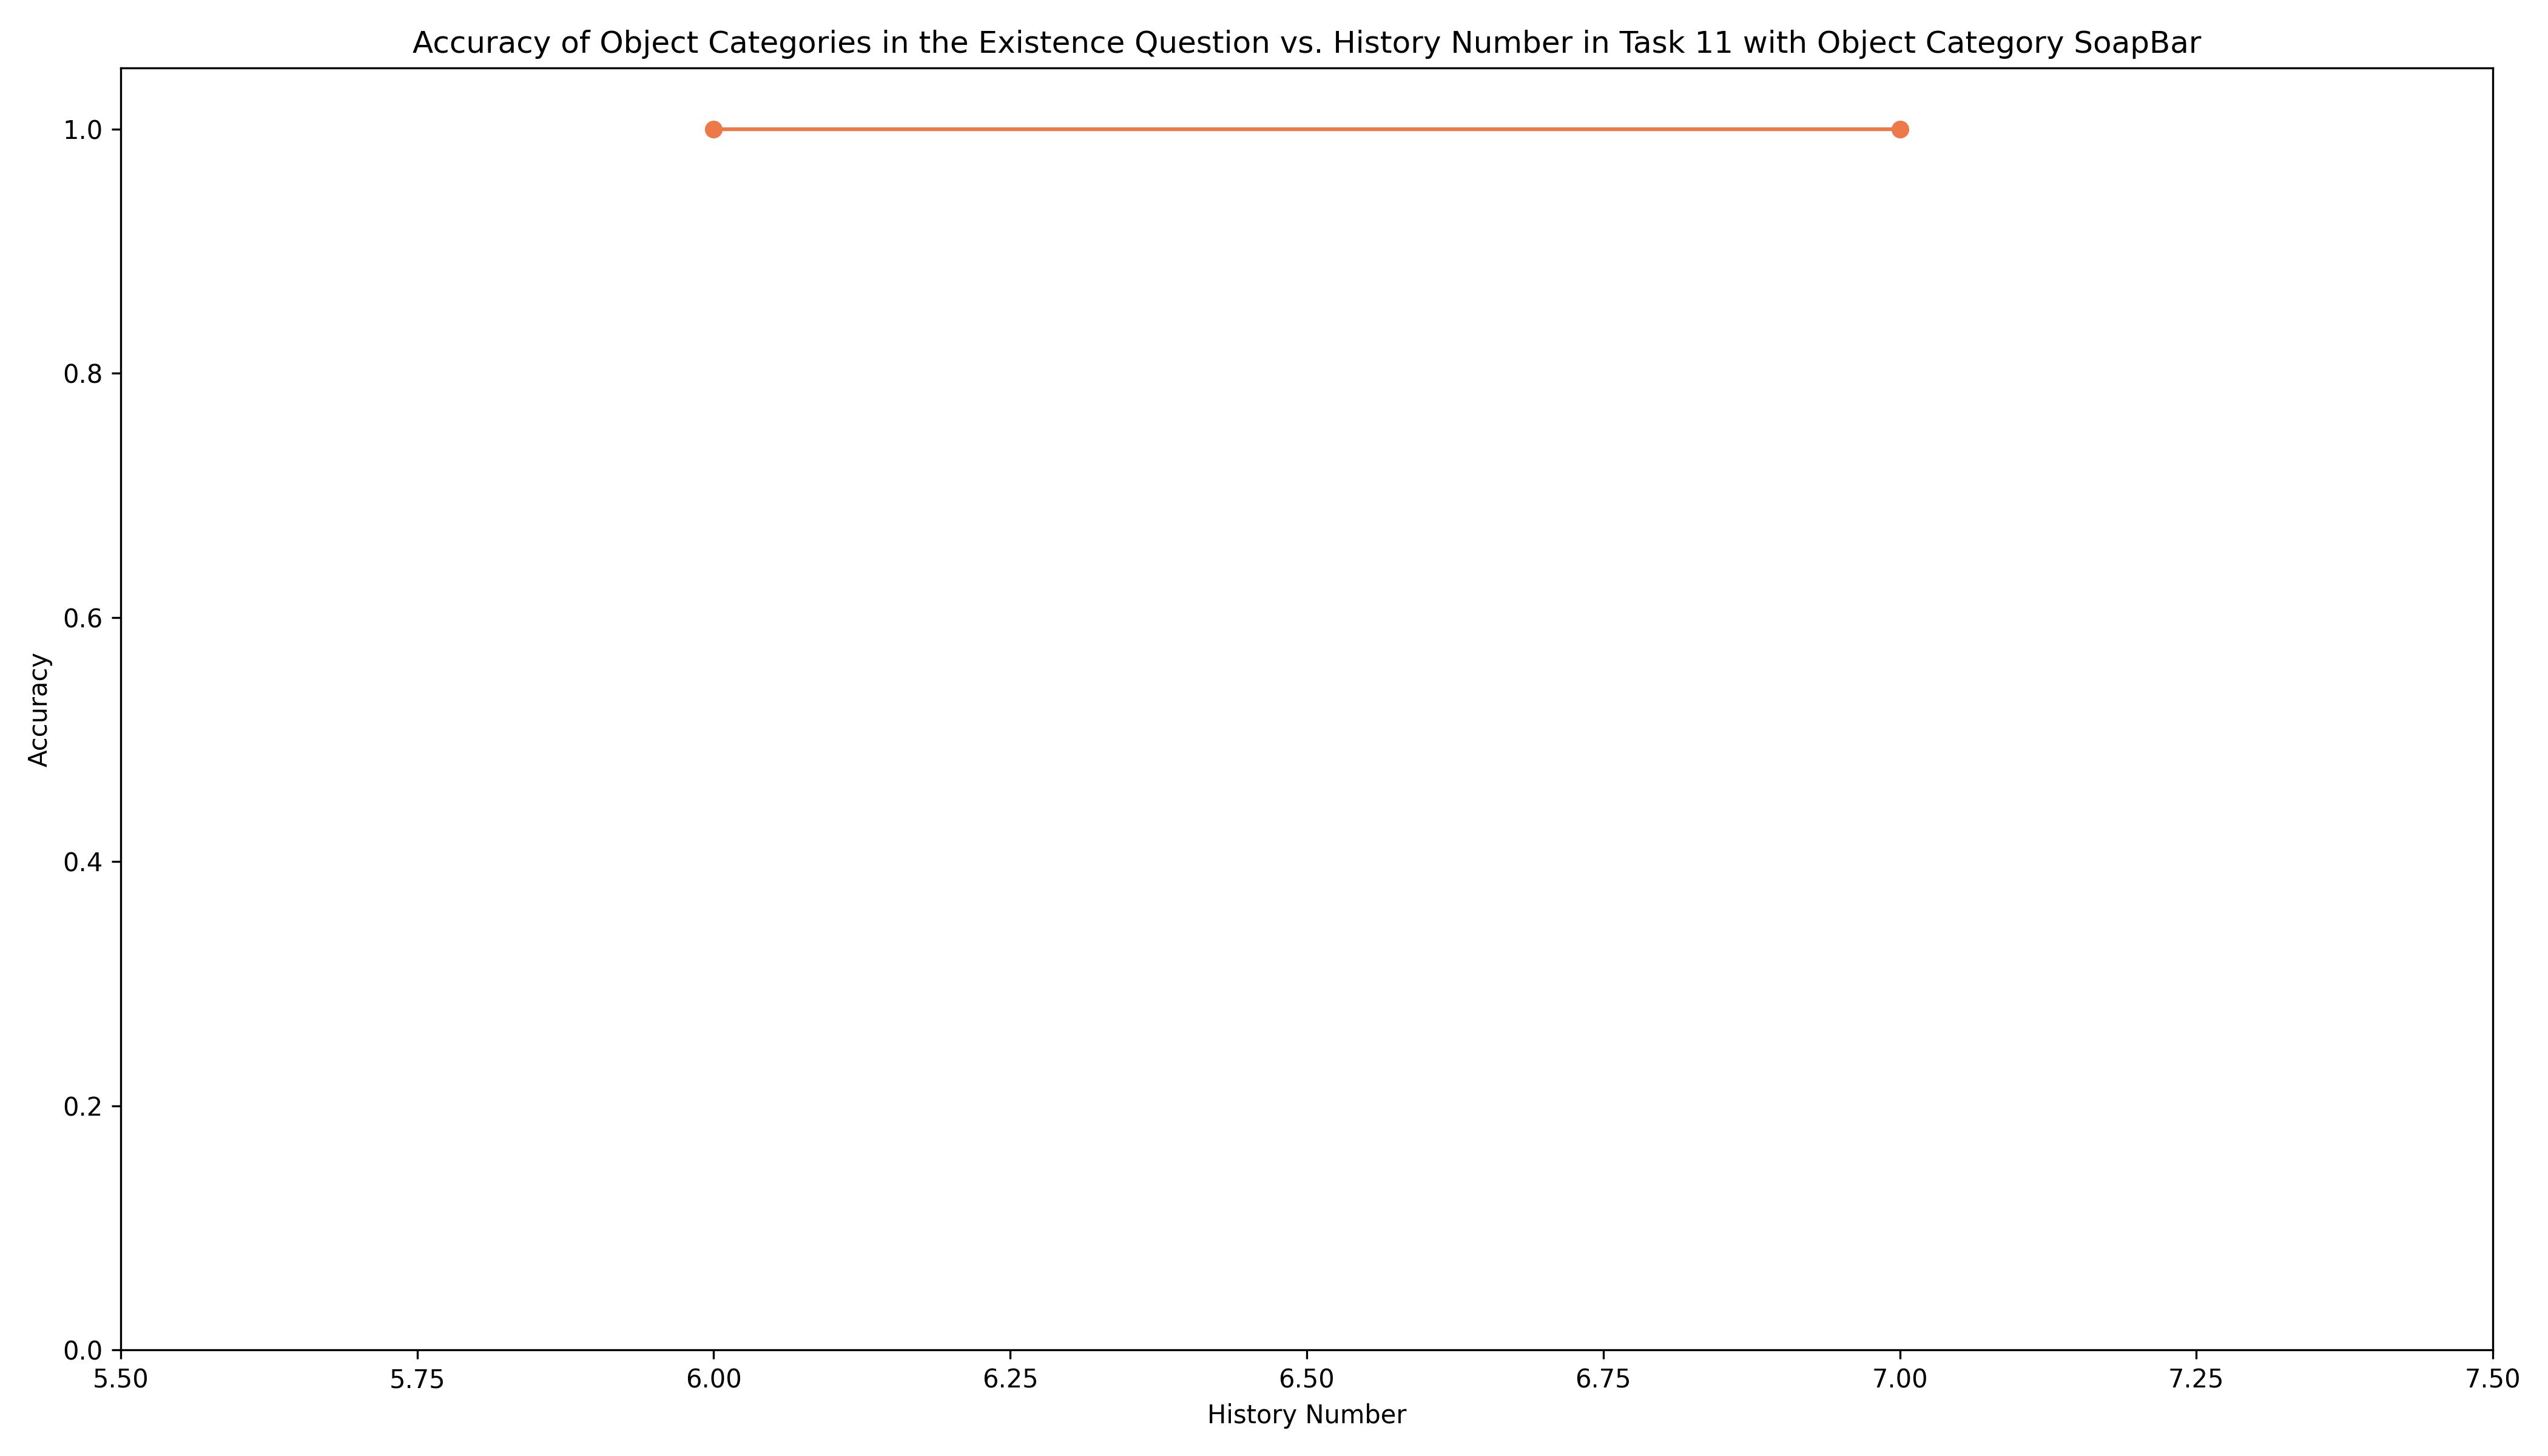 Accuracy of Object Categories in the Existence Question vs. History Number in Task 11 with Object Category SoapBar
1.0
0.8
0.6
0.4
0.2
0.0
Accuracy
5.50 5.75 6.00 6.25 6.50 6.75 7.00 7.25 7.50
History Number